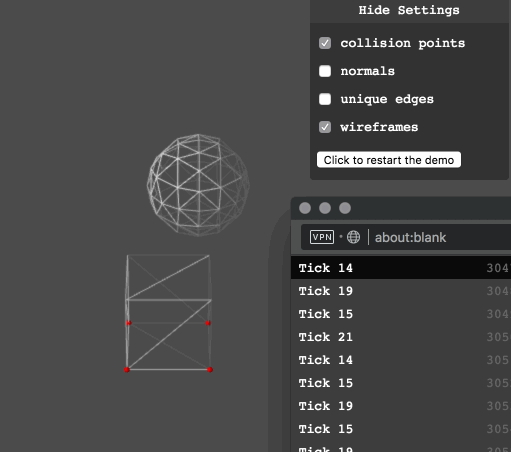 Hide Settings
collision points
normals
unique edges
wireframes
Click to restart the demo
VPN about:blank
Tick 14 304
Tick 19 304
Tick 15 304
Tick 21 305
Tick 14 305
Tick 15 305
Tick 19 305
Tick 15 305
Tick 19 305